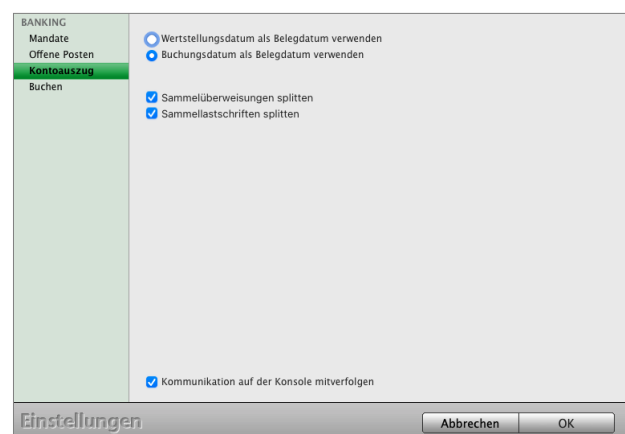 BANKING
Mandate
Offene Posten
Kontoauszug
Buchen
Wertstellungsdatum als Belegdatum verwenden
Buchungsdatum als Belegdatum verwenden
Sammelüberweisungen splitten
Sammellastschriften splitten
Kommunikation auf der Konsole mitverfolgen
Einstellungen
Abbrechen
OK